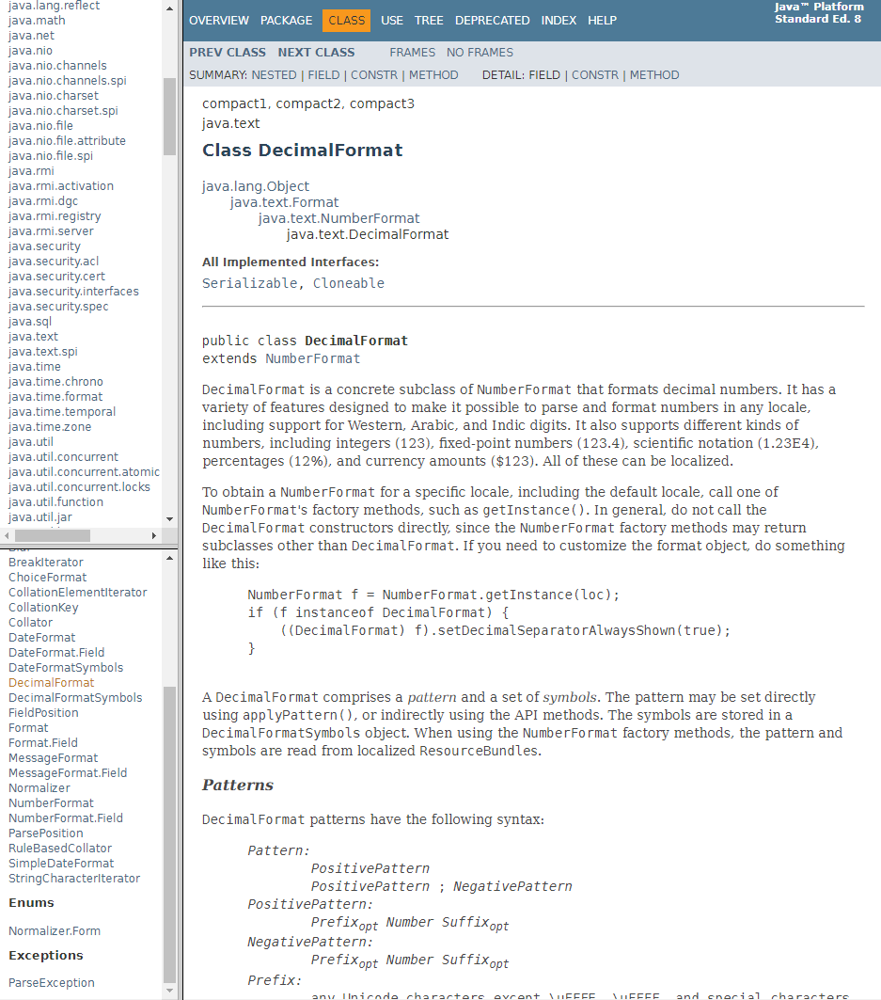 java.lang.reflect
java.math
java.net
java.nio
java.nio.channels
java.nio.channels.spi
java.nio.charset
java.nio.charset.spi
java.nio.file
java.nio.file.attribute
java.nio.file.spi
java.rmi
java.rmi.activation
java.rmi.dgc
java.rmi.registry
java.rmi.server
java.security
java.security.acl
java.security.cert
java.security.interfaces
java.security.spec
java.sql
java.text
java.text.spi
java.time
java.time.chrono
java.time.format
java.time.temporal
java.time.zone
java.util
java.util.concurrent
java.util.concurrent.atomic
java.util.concurrent.locks
java.util.function
java.util.jar
BreakIterator
ChoiceFormat
CollationElementIterator
CollationKey
Collator
DateFormat
DateFormat.Field
DateFormatSymbols
DecimalFormat
DecimalFormatSymbols
FieldPosition
Format
Format.Field
MessageFormat
MessageFormat.Field
Normalizer
NumberFormat
NumberFormat.Field
ParsePosition
RuleBasedCollator
SimpleDateFormat
StringCharacterIterator
Enums
Normalizer.Form
Exceptions
ParseException
OVERVIEW PACKAGE CLASS USE TREE DEPRECATED INDEX HELP
Java™ Platform
Standard Ed. 8
PREV CLASS NEXT CLASS FRAMES NO FRAMES
SUMMARY: NESTED | FIELD | CONSTR | METHOD DETAIL: FIELD | CONSTR | METHOD
compact1, compact2, compact3
java.text
Class DecimalFormat
java.lang.Object
java.text.Format
java.text.NumberFormat
java.text.DecimalFormat
All Implemented Interfaces:
Serializable, Cloneable
public class DecimalFormat
extends NumberFormat
DecimalFormat is a concrete subclass of NumberFormat that formats decimal numbers. It has a
variety of features designed to make it possible to parse and format numbers in any locale,
including support for Western, Arabic, and Indic digits. It also supports different kinds of
numbers, including integers (123), fixed-point numbers (123.4), scientific notation (1.23E4),
percentages (12%), and currency amounts ($123). All of these can be localized.
To obtain a NumberFormat for a specific locale, including the default locale, call one of
NumberFormat's factory methods, such as getInstance(). In general, do not call the
DecimalFormat constructors directly, since the NumberFormat factory methods may return
subclasses other than DecimalFormat. If you need to customize the format object, do something
like this:
NumberFormat f = NumberFormat.getInstance(loc);
if (f instanceof DecimalFormat) {
((DecimalFormat) f).setDecimalSeparatorAlwaysShown(true);
}
A DecimalFormat comprises a pattern and a set of symbols. The pattern may be set directly
using applyPattern(), or indirectly using the API methods. The symbols are stored in a
DecimalFormatSymbols object. When using the NumberFormat factory methods, the pattern and
symbols are read from localized ResourceBundles.
Patterns
DecimalFormat patterns have the following syntax:
Pattern:
PositivePattern
PositivePattern ; NegativePattern
PositivePattern:
Prefixopt Number Suffixopt
NegativePattern:
Prefixopt Number Suffixopt
Prefix:
any Unicode characters except \uFFFE, \uFFFF, and special characters